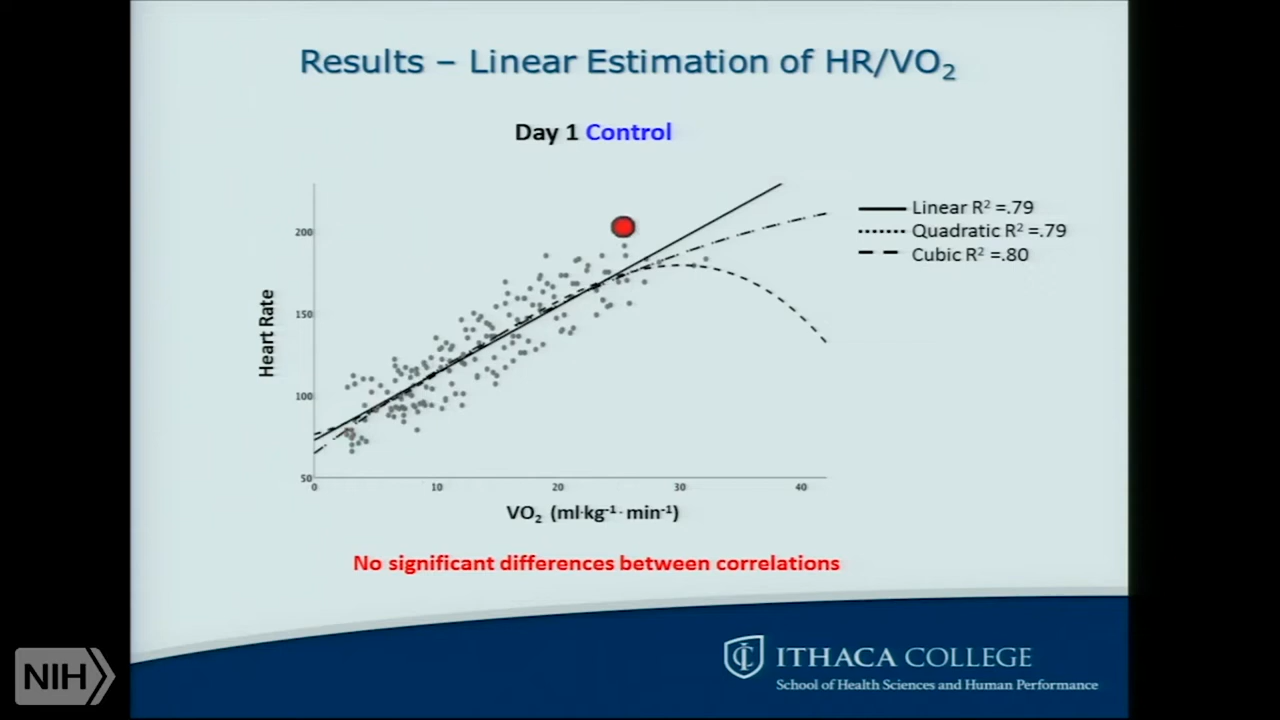 Results – Linear Estimation of HR/VO₂
Day 1 Control
Linear R² =.79
Quadratic R² =.79
Cubic R² =.80
Heart Rate
200
150
100
50
0
10
20
30
40
VO₂ (ml·kg⁻¹· min⁻¹)
No significant differences between correlations
NIH
ITHACA COLLEGE
School of Health Sciences and Human Performance